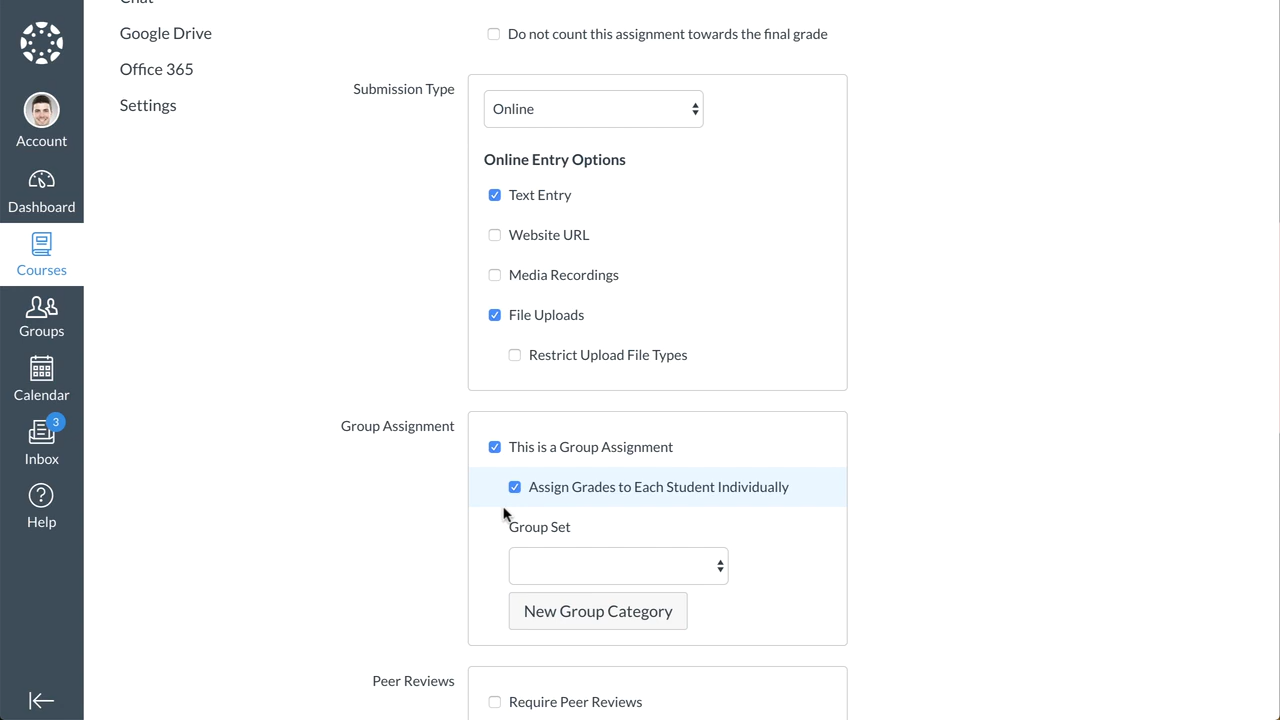 Chat
Google Drive
Office 365
Settings
Account
Dashboard
Courses
Groups
Calendar
3
Inbox
Help
Do not count this assignment towards the final grade
Submission Type
Online
Online Entry Options
Text Entry
Website URL
Media Recordings
File Uploads
Restrict Upload File Types
Group Assignment
This is a Group Assignment
Assign Grades to Each Student Individually
Group Set
New Group Category
Peer Reviews
Require Peer Reviews